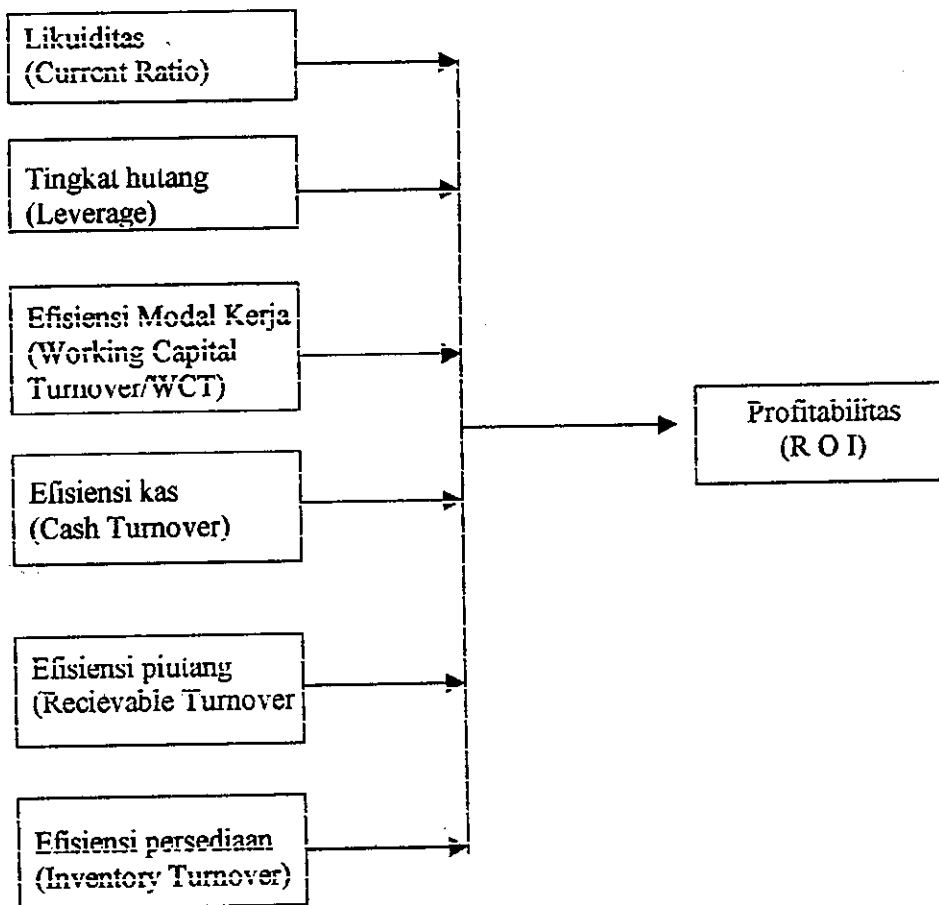 Likuiditas
(Current Ratio)
Tingkat hutang
(Leverage)
Efisiensi Modal Kerja
(Working Capital
Turnover/WCT)
Profitabilitas
(R O I)
Efisiensi kas
(Cash Turnover)
Efisiensi piutang
(Recievable Turnover
Efisiensi persediaan
(Inventory Turnover)